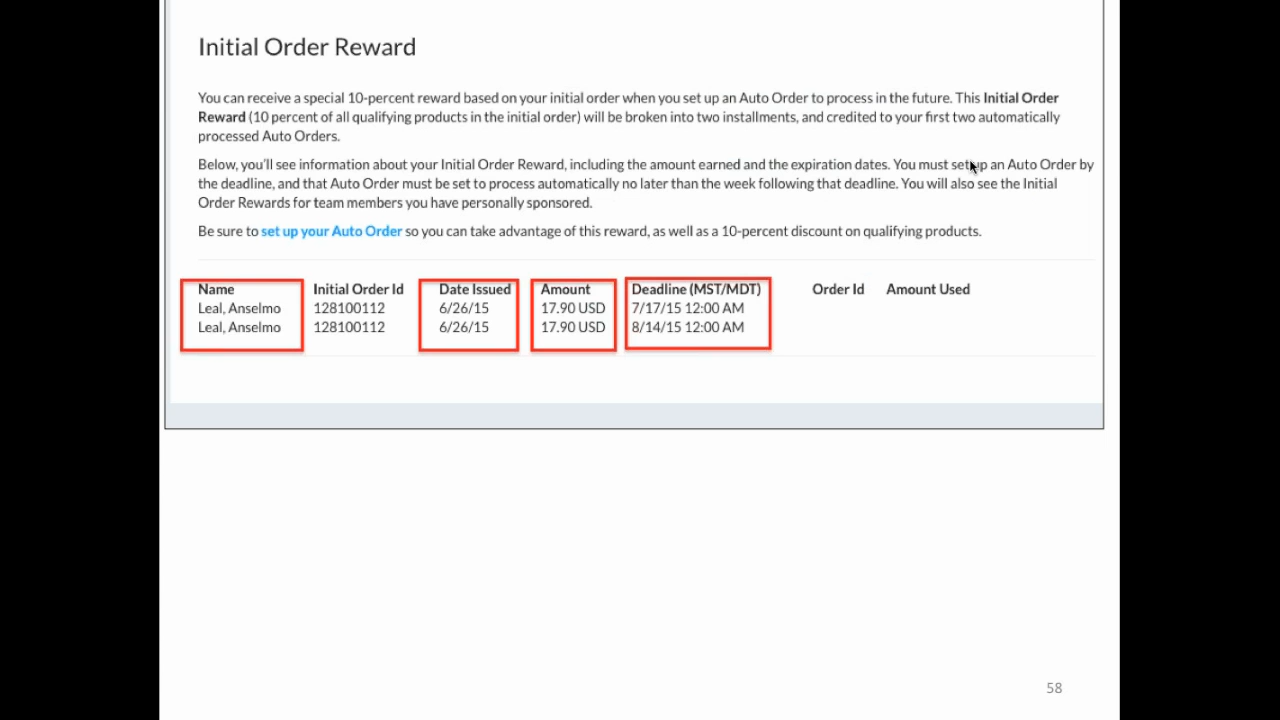 Initial Order Reward
You can receive a special 10-percent reward based on your initial order when you set up an Auto Order to process in the future. This Initial Order
Reward (10 percent of all qualifying products in the initial order) will be broken into two installments, and credited to your first two automatically
processed Auto Orders.
Below, you'll see information about your Initial Order Reward, including the amount earned and the expiration dates. You must set up an Auto Order by
the deadline, and that Auto Order must be set to process automatically no later than the week following that deadline. You will also see the Initial
Order Rewards for team members you have personally sponsored.
Be sure to set up your Auto Order so you can take advantage of this reward, as well as a 10-percent discount on qualifying products.
Name Initial Order Id Date Issued Amount Deadline (MST/MDT) Order Id Amount Used
Leal, Anselmo 128100112 6/26/15 17.90 USD 7/17/15 12:00 AM
Leal, Anselmo 128100112 6/26/15 17.90 USD 8/14/15 12:00 AM
58